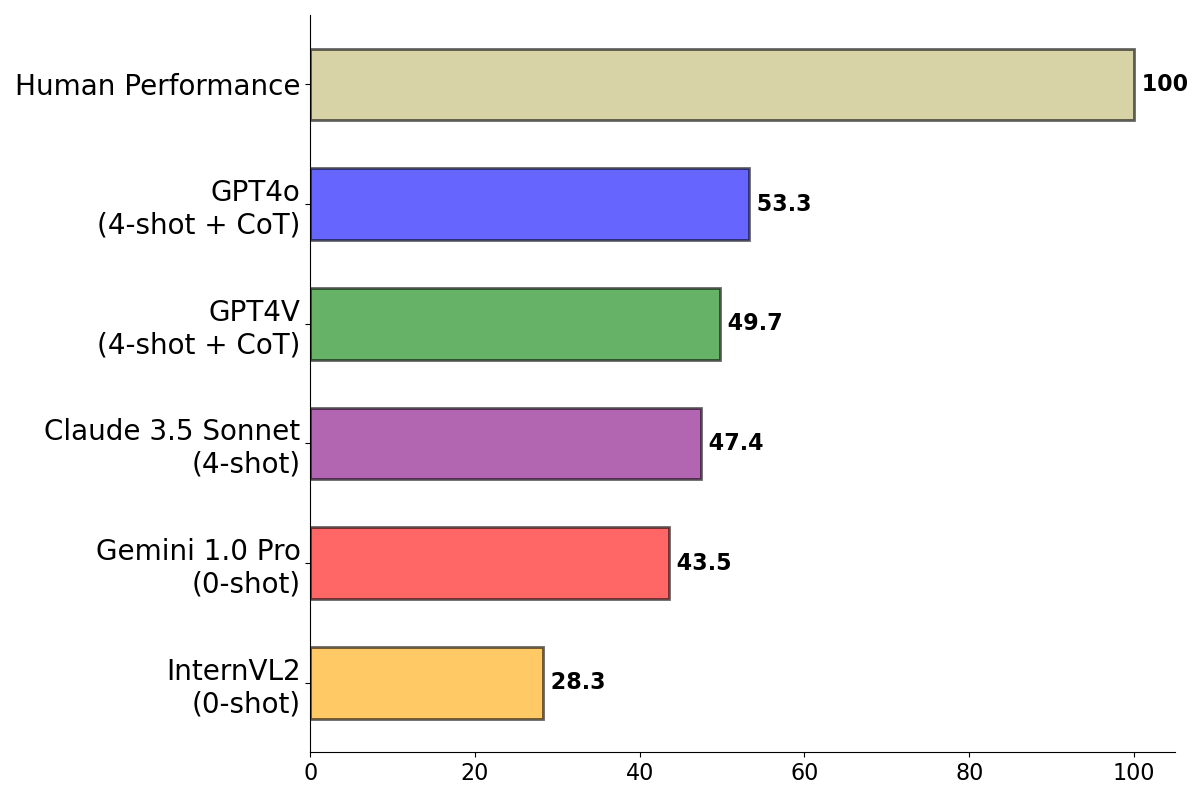 Human Performance
100
GPT4o
(4-shot + CoT)
53.3
GPT4V
(4-shot + CoT)
49.7
Claude 3.5 Sonnet
(4-shot)
47.4
Gemini 1.0 Pro
(0-shot)
43.5
InternVL2
(0-shot)
28.3
0 20 40 60 80 100